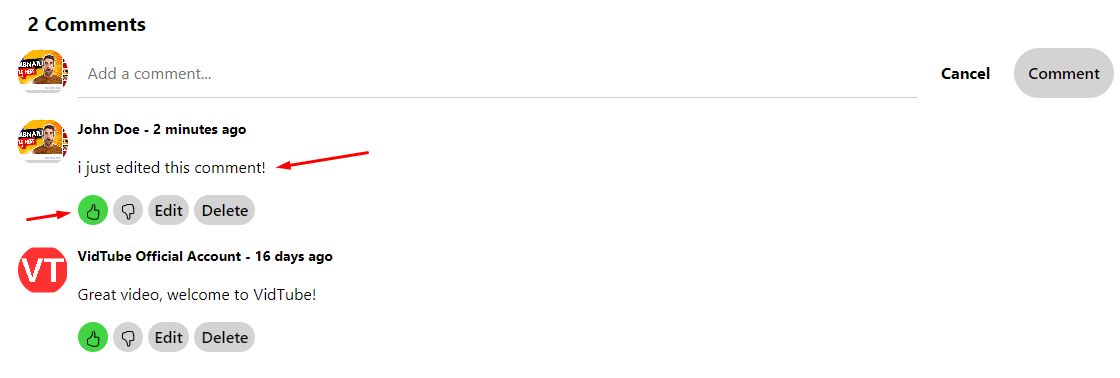 2 Comments
Add a comment...
Cancel
Comment
John Doe - 2 minutes ago
i just edited this comment!
Edit
Delete
VT
VidTube Official Account - 16 days ago
Great video, welcome to VidTube!
Edit
Delete